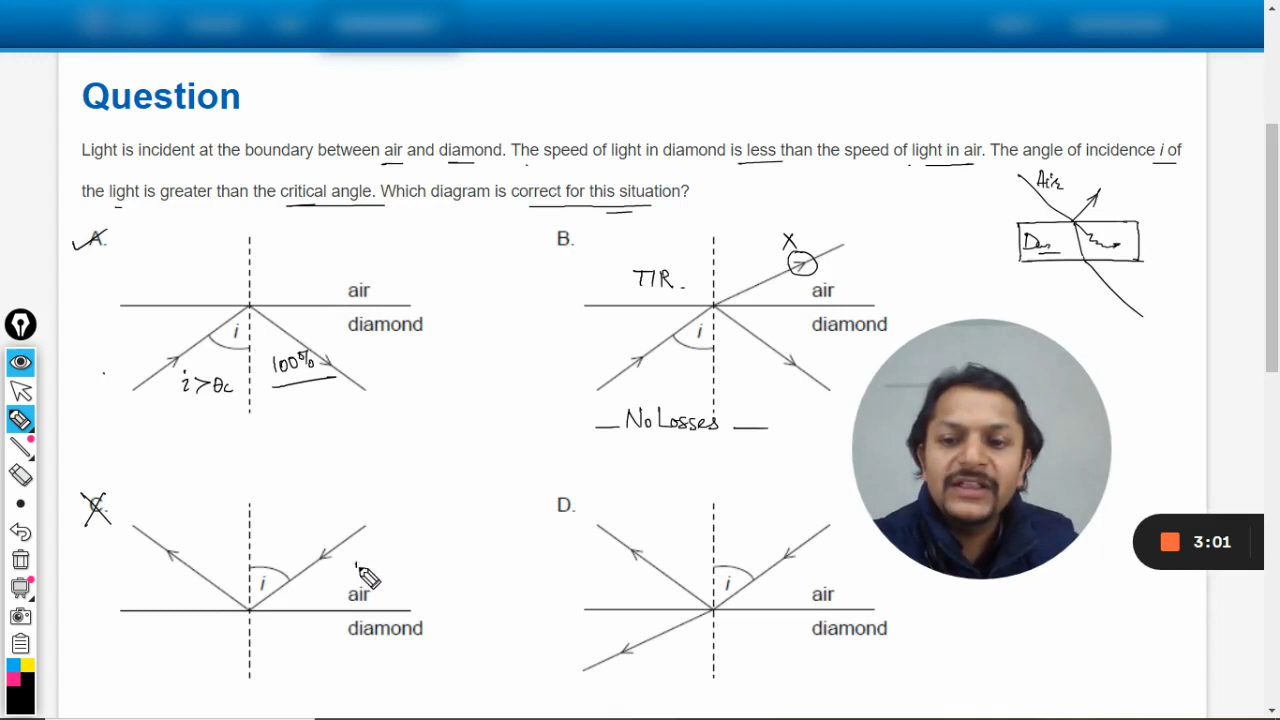 Question
Light is incident at the boundary between air and diamond. The speed of light in diamond is less than the speed of light in air. The angle of incidence i of
the light is greater than the critical angle. Which diagram is correct for this situation?
Air
A.
air
diamond
i
i > θc
100%
B.
X
TIR.
air
diamond
i
No Losses
C.
i
air
diamond
D.
i
air
diamond
3:01